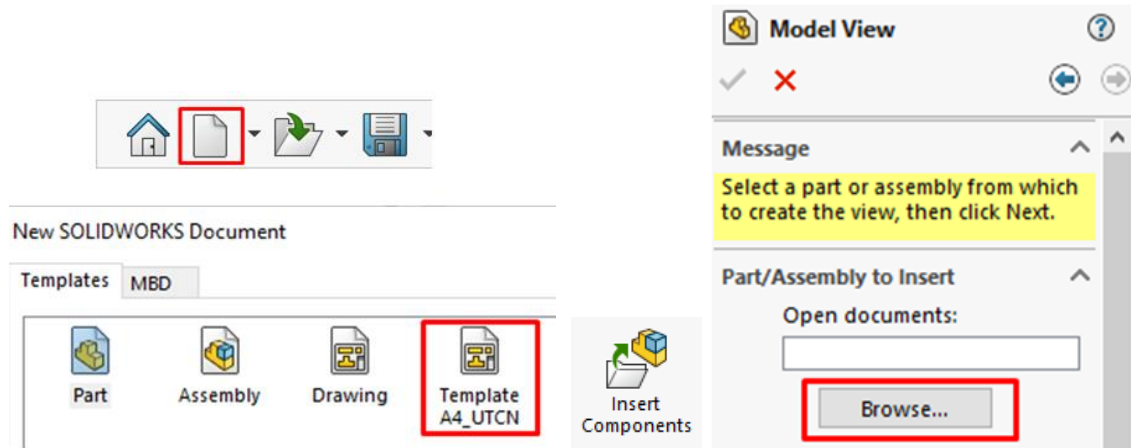 New SOLIDWORKS Document
Templates MBD
Part Assembly Drawing Template
A4_UTCN
Insert
Components
Model View
Message
Select a part or assembly from which
to create the view, then click Next.
Part/Assembly to Insert
Open documents:
Browse...